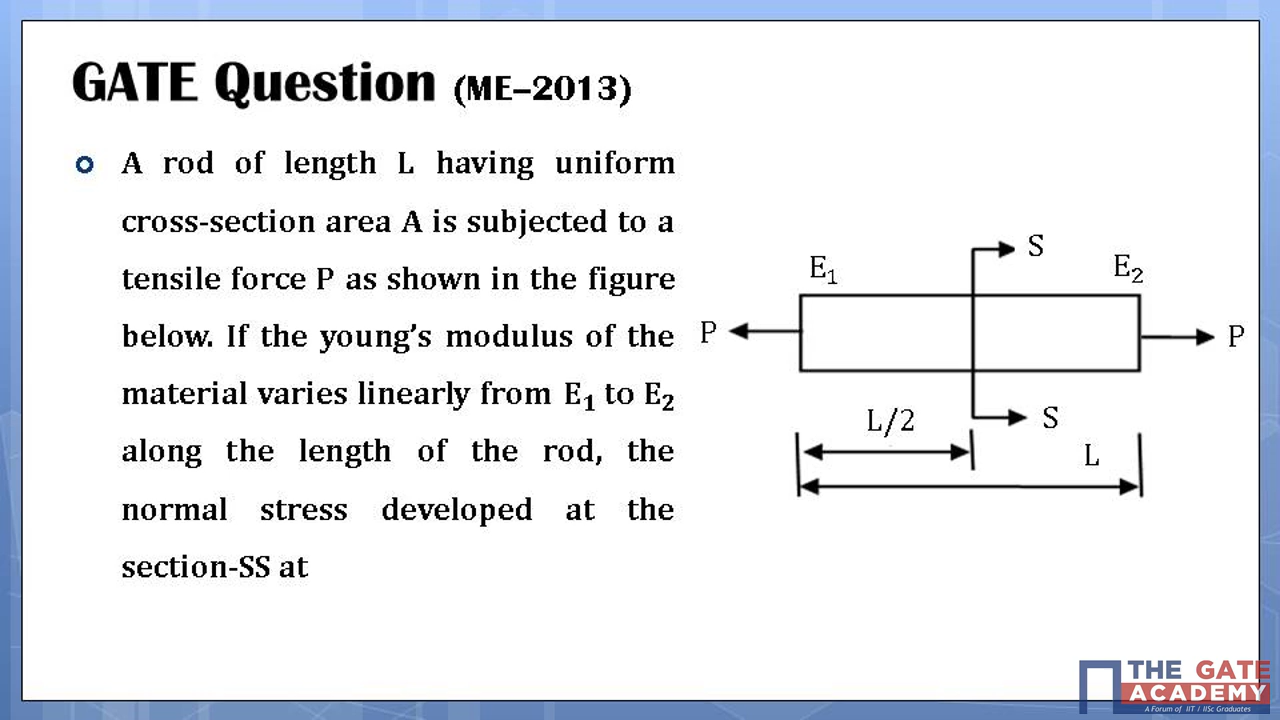 GATE Question (ME–2013)
A rod of length L having uniform
cross-section area A is subjected to a
tensile force P as shown in the figure
below. If the young's modulus of the
material varies linearly from E₁ to E₂
along the length of the rod, the
normal stress developed at the
section-SS at
S
E₁
E₂
P
P
S
L/2
L
THE GATE
ACADEMY
A Forum of IIT / IISc Graduates